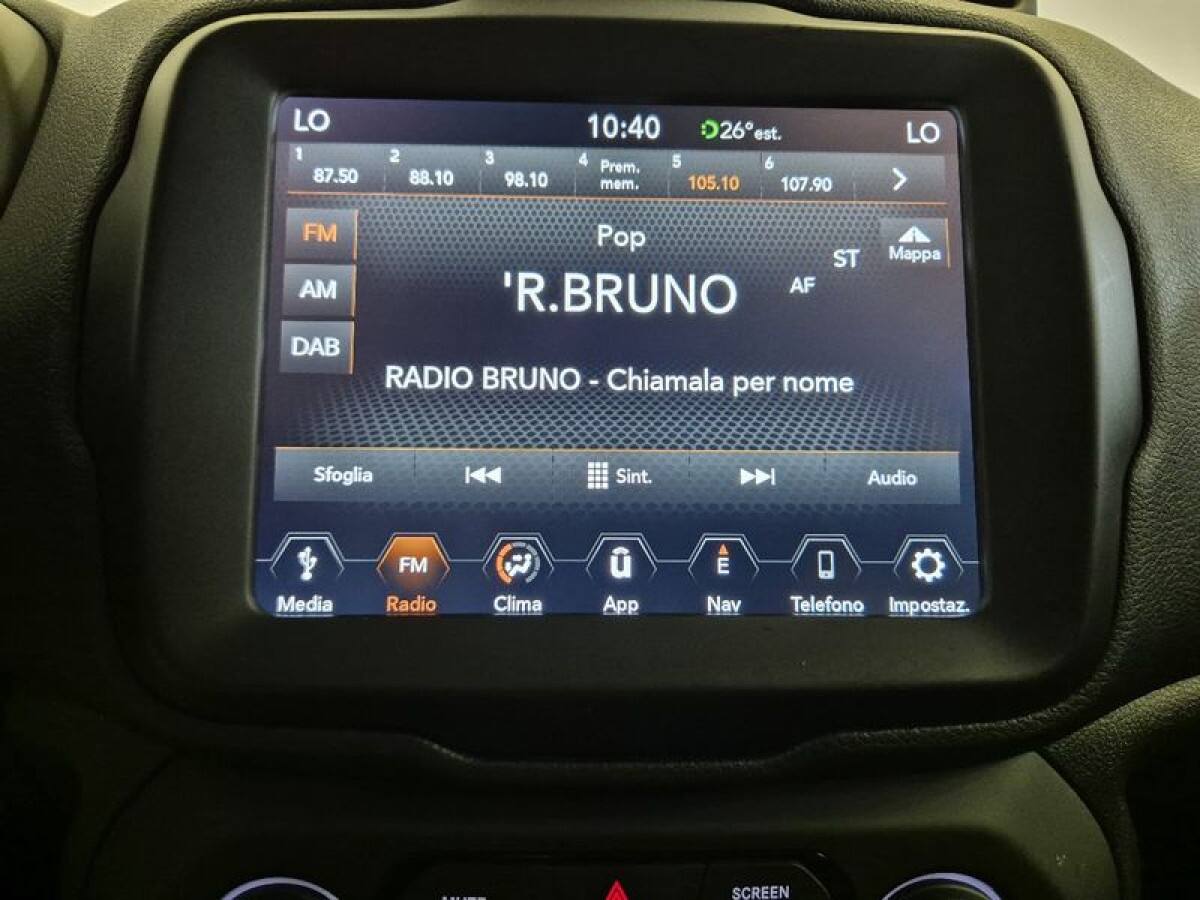 LO 10:40 26° est. LO
1 87.50 2 88.10 3 98.10 4 Prem. mem. 5 105.10 6 107.90
FM
Pop
ST
Mappa
AM
'R.BRUNO
AF
DAB
RADIO BRUNO - Chiamala per nome
Sfoglia Sint. Audio
FM E
Media Radio Clima App Nav Telefono Impostaz.
SCREEN